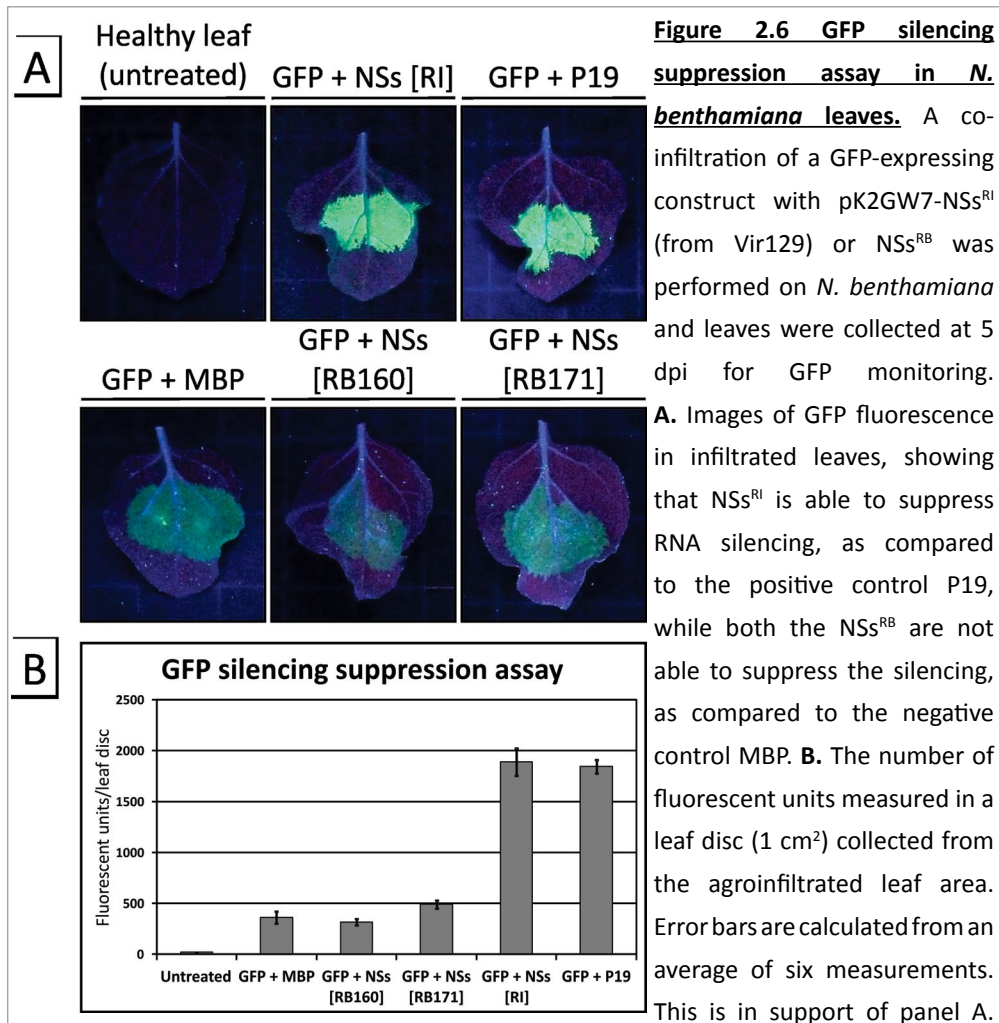 A
Healthy leaf
(untreated)
GFP + NSs [RI]
GFP + P19
GFP + MBP
GFP + NSs
[RB160]
GFP + NSs
[RB171]
B
GFP silencing suppression assay
Fluorescent units/leaf disc
2500
2000
1500
1000
500
0
Untreated
GFP + MBP
GFP + NSs
[RB160]
GFP + NSs
[RB171]
GFP + NSs
[RI]
GFP + P19
Figure 2.6 GFP silencing
suppression assay in N.
benthamiana leaves. A co-
infiltration of a GFP-expressing
construct with pK2GW7-NSsᴿᴵ
(from Vir129) or NSsᴿᴮ was
performed on N. benthamiana
and leaves were collected at 5
dpi for GFP monitoring.
A. Images of GFP fluorescence
in infiltrated leaves, showing
that NSsᴿᴵ is able to suppress
RNA silencing, as compared
to the positive control P19,
while both the NSsᴿᴮ are not
able to suppress the silencing,
as compared to the negative
control MBP. B. The number of
fluorescent units measured in a
leaf disc (1 cm²) collected from
the agroinfiltrated leaf area.
Error bars are calculated from an
average of six measurements.
This is in support of panel A.